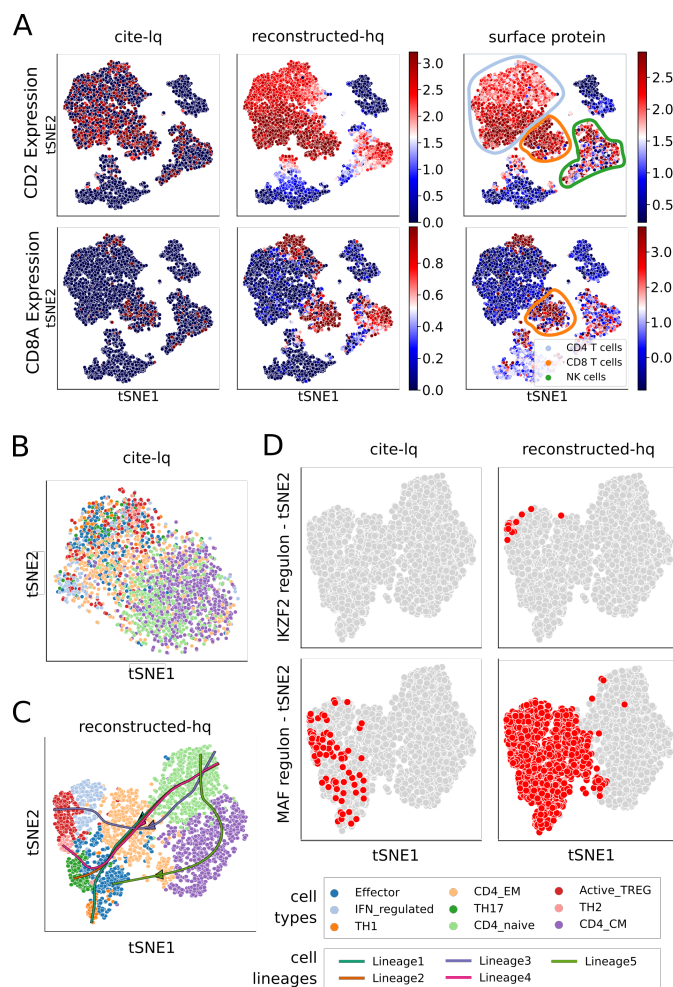 A
cite-lq
reconstructed-hq
surface protein
CD2 Expression
tSNE2
3.0
2.5
2.0
1.5
1.0
0.5
0.0
2.5
2.0
1.5
1.0
0.5
CD8A Expression
tSNE2
0.8
0.6
0.4
0.2
0.0
3.0
2.0
1.0
0.0
CD4 T cells
CD8 T cells
NK cells
tSNE1
tSNE1
tSNE1
B
cite-lq
tSNE2
tSNE1
C
reconstructed-hq
tSNE2
tSNE1
D
cite-lq
reconstructed-hq
IKZF2 regulon - tSNE2
MAF regulon - tSNE2
tSNE1
tSNE1
cell types
Effector
CD4_EM
Active_TREG
IFN_regulated
TH17
TH2
TH1
CD4_naive
CD4_CM
cell lineages
Lineage1
Lineage3
Lineage5
Lineage2
Lineage4